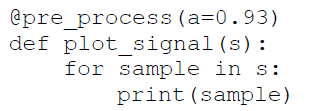 @pre_process(a=0.93)
def plot_signal(s):
    for sample in s:
        print(sample)